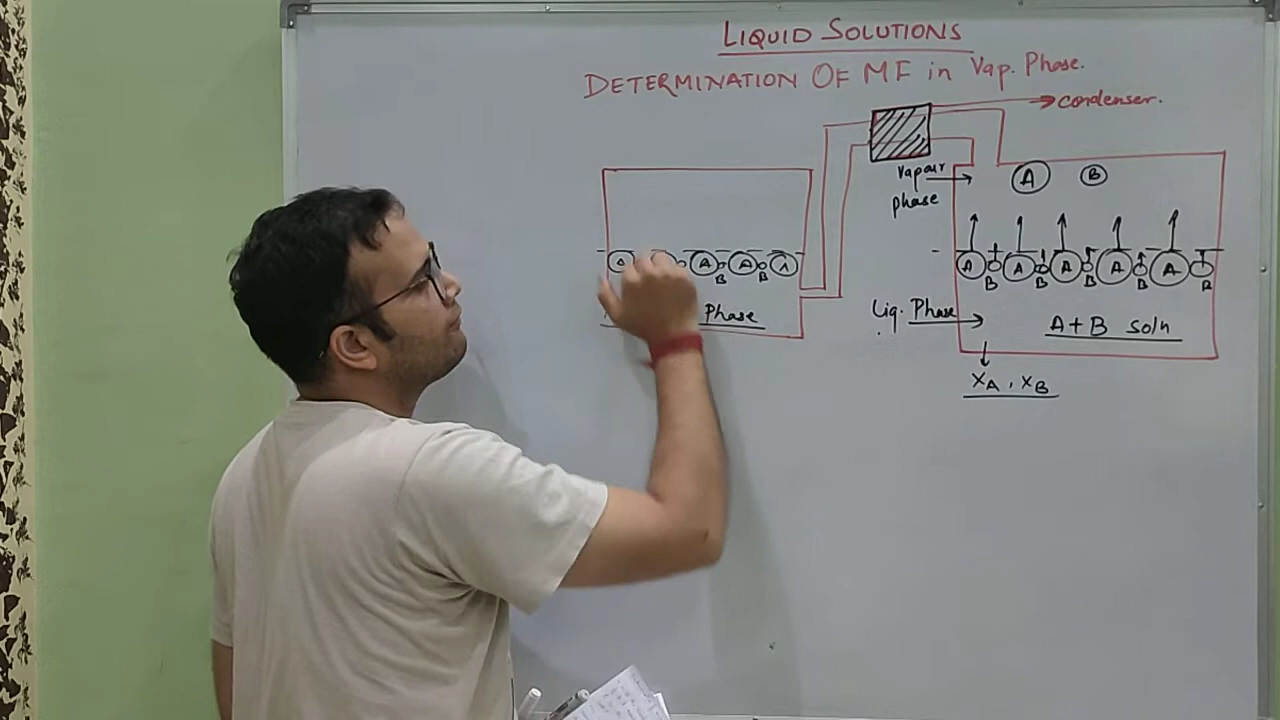 LIQUID SOLUTIONS
DETERMINATION OF MF in Vap. Phase.
condenser.
Vapour phase
A B
A A A A
B B
A A A A A
B B B B B
Phase
Liq. Phase
A+B soln
XA, XB